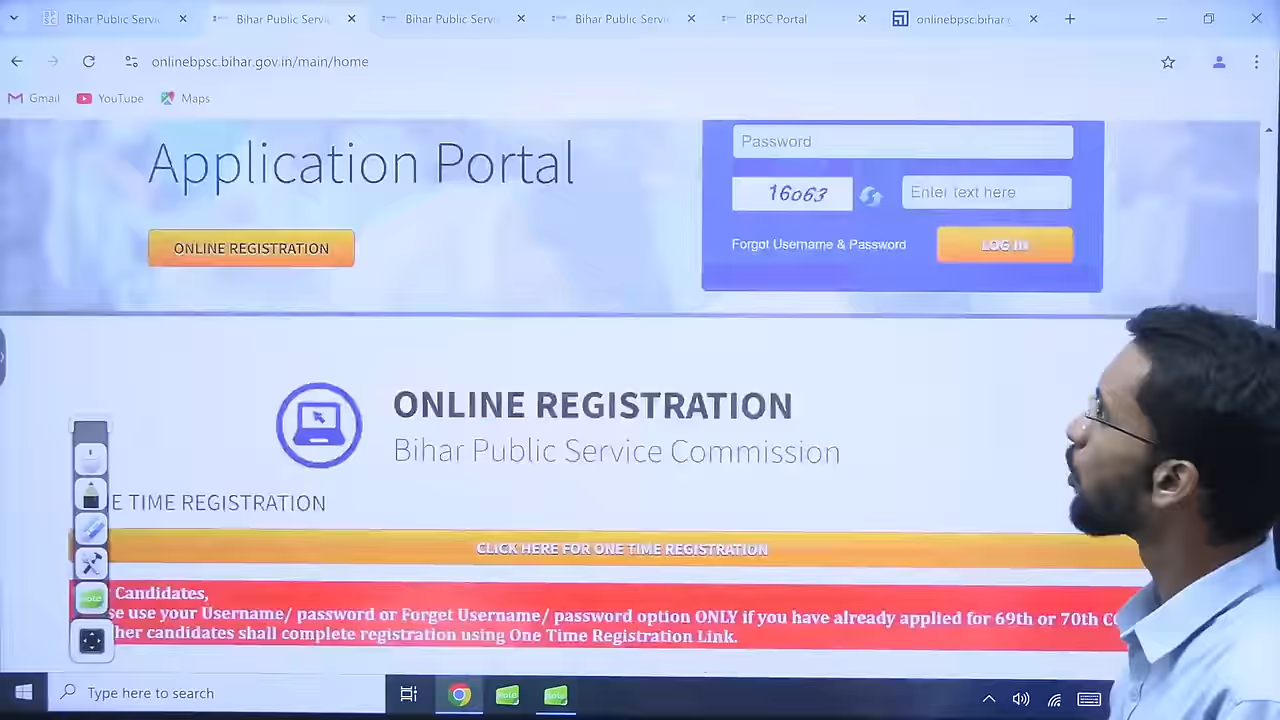 Bihar Public Servi
Bihar Public Servi
Bihar Public Servi
Bihar Public Servi
BPSC Portal
onlinebpsc.bihar.g
onlinebpsc.bihar.gov.in/main/home
Gmail
YouTube
Maps
Application Portal
ONLINE REGISTRATION
Password
16063
Enter text here
Forgot Username & Password
LOG IN
ONLINE REGISTRATION
Bihar Public Service Commission
E TIME REGISTRATION
CLICK HERE FOR ONE TIME REGISTRATION
Candidates,
se use your Username/ password or Forget Username/ password option ONLY if you have already applied for 69th or 70th
her candidates shall complete registration using One Time Registration Link.
Type here to search